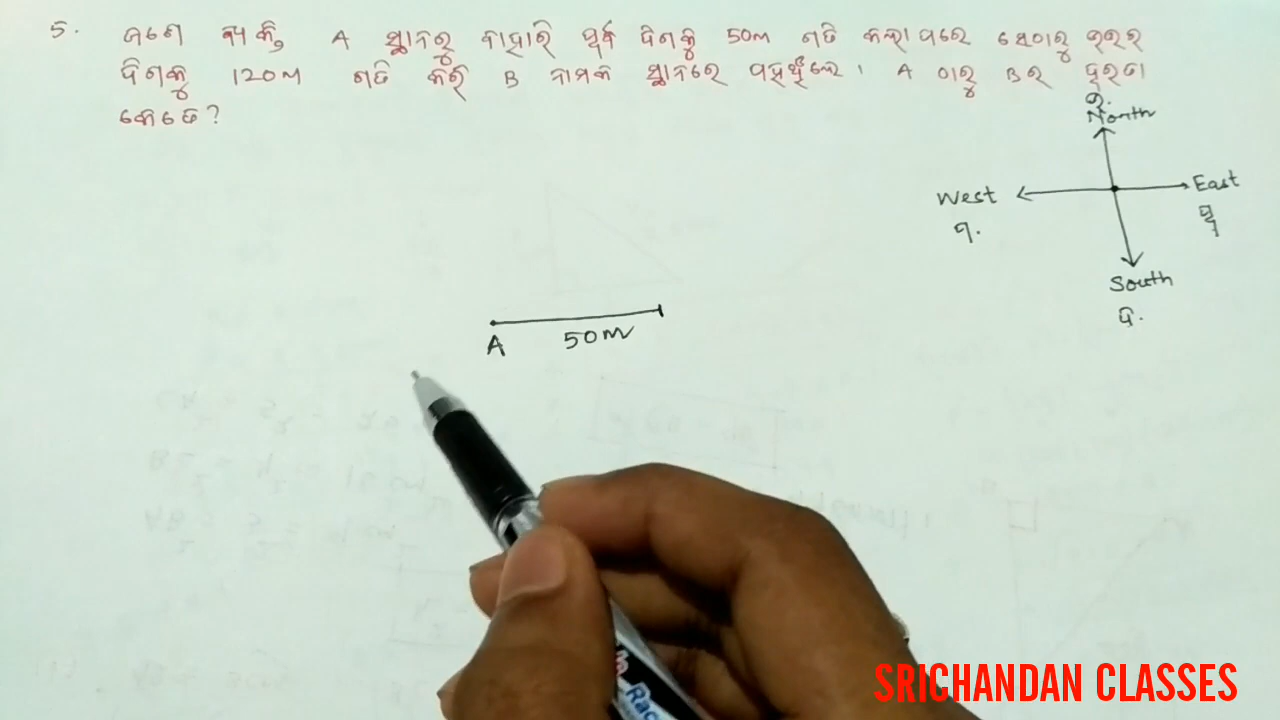 5. ଜଣେ ବ୍ୟକ୍ତି A ସ୍ଥାନରୁ ବାହାରି ପୂର୍ବ ଦିଗକୁ 50m ଗତି କଲାପରେ ସେଠାରୁ ଉତ୍ତର
ଦିଗକୁ 120m ଗତି କରି B ନାମକ ସ୍ଥାନରେ ପହଞ୍ଚିଲେ। A ଠାରୁ Bର ଦୂରତା
କେତେ?
ଉ.
North
West
East
ପ.
ପୂ
South
ଦ.
A 50m
SRICHANDAN CLASSES